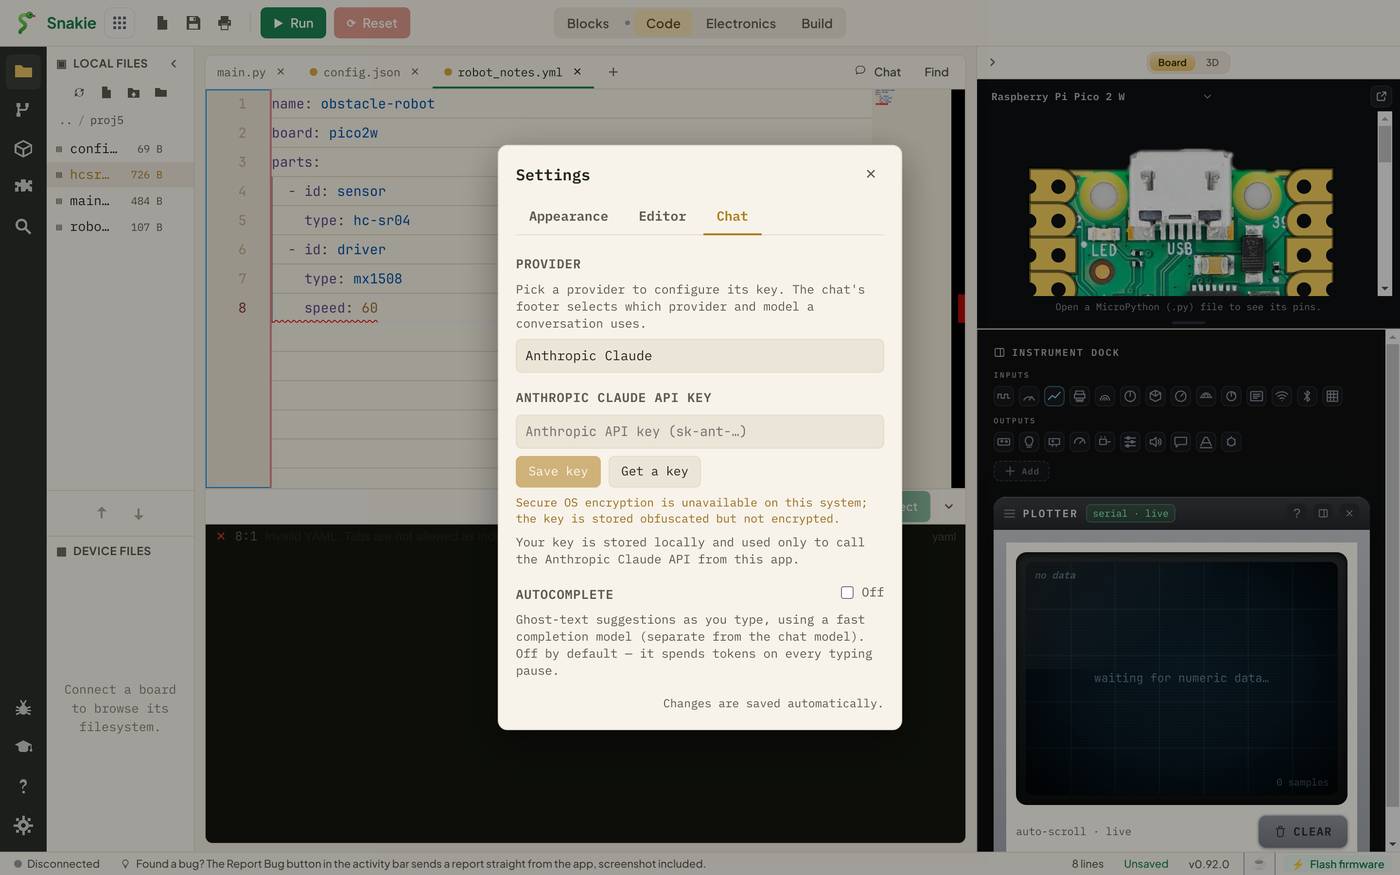 Snakie
Run
Reset
Blocks
Code
Electronics
Build
LOCAL FILES
.. / proj5
confi… 69 B
hcsr… 726 B
main… 484 B
robo… 107 B
DEVICE FILES
Connect a board
to browse its
filesystem.
main.py
config.json
robot_notes.yml
Chat
Find
1 name: obstacle-robot
2 board: pico2w
3 parts:
4 - id: sensor
5 type: hc-sr04
6 - id: driver
7 type: mx1508
8 speed: 60
ect
8:1 Invalid YAML: Tabs are not allowed as
yaml
Settings
Appearance
Editor
Chat
PROVIDER
Pick a provider to configure its key. The chat's
footer selects which provider and model a
conversation uses.
Anthropic Claude
ANTHROPIC CLAUDE API KEY
Anthropic API key (sk-ant-…)
Save key
Get a key
Secure OS encryption is unavailable on this system;
the key is stored obfuscated but not encrypted.
Your key is stored locally and used only to call
the Anthropic Claude API from this app.
AUTOCOMPLETE
Off
Ghost-text suggestions as you type, using a fast
completion model (separate from the chat model).
Off by default — it spends tokens on every typing
pause.
Changes are saved automatically.
Board
3D
Raspberry Pi Pico 2 W
LED
USB
39
Open a MicroPython (.py) file to see its pins.
INSTRUMENT DOCK
INPUTS
OUTPUTS
+ Add
PLOTTER
serial · live
?
no data
waiting for numeric data…
0 samples
auto-scroll · live
CLEAR
Disconnected
Found a bug? The Report Bug button in the activity bar sends a report straight from the app, screenshot included.
8 lines
Unsaved
v0.92.0
Flash firmware